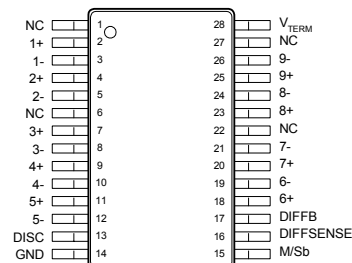 NC 1 28 V_TERM
1+ 2 27 NC
1- 3 26 9-
2+ 4 25 9+
2- 5 24 8-
NC 6 23 8+
3+ 7 22 NC
3- 8 21 7-
4+ 9 20 7+
4- 10 19 6-
5+ 11 18 6+
5- 12 17 DIFFB
DISC 13 16 DIFFSENSE
GND 14 15 M/Sb